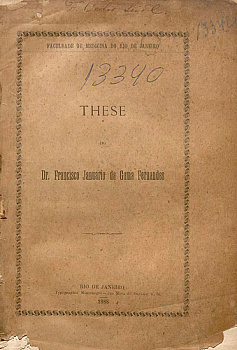 13340
FACULDADE DE MEDICINA DO RIO DE JANEIRO
13340
THESE
DO
Dr. Francisco Januario da Gama Fernandes
RIO DE JANEIRO
1888